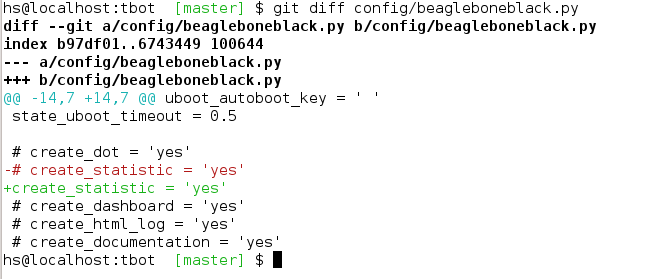 hs@localhost:tbot  [master] $ git diff config/beagleboneblack.py
diff --git a/config/beagleboneblack.py b/config/beagleboneblack.py
index b97df01..6743449 100644
--- a/config/beagleboneblack.py
+++ b/config/beagleboneblack.py
@@ -14,7 +14,7 @@ uboot_autoboot_key = ' '
 state_uboot_timeout = 0.5
 # create_dot = 'yes'
-# create_statistic = 'yes'
+create_statistic = 'yes'
 # create_dashboard = 'yes'
 # create_html_log = 'yes'
 # create_documentation = 'yes'
hs@localhost:tbot  [master] $